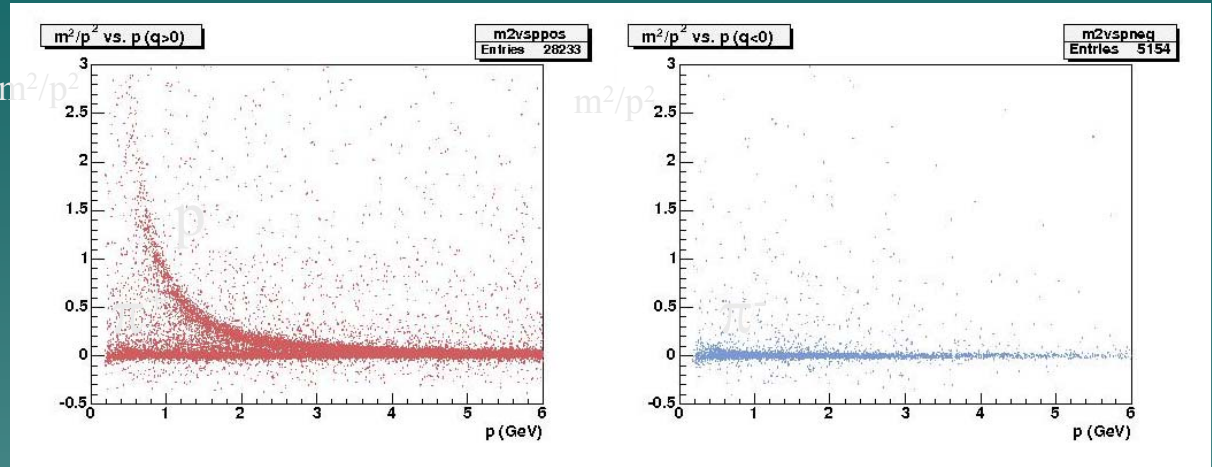 m²/p² vs. p (q>0)
m2vsppos
Entries 28233
m²/p²
3
2.5
2
1.5
1
0.5
0
-0.5
p
π
0 1 2 3 4 5 6
p (GeV)
m²/p² vs. p (q<0)
m2vspneg
Entries 5154
m²/p²
3
2.5
2
1.5
1
0.5
0
-0.5
π⁻
0 1 2 3 4 5 6
p (GeV)